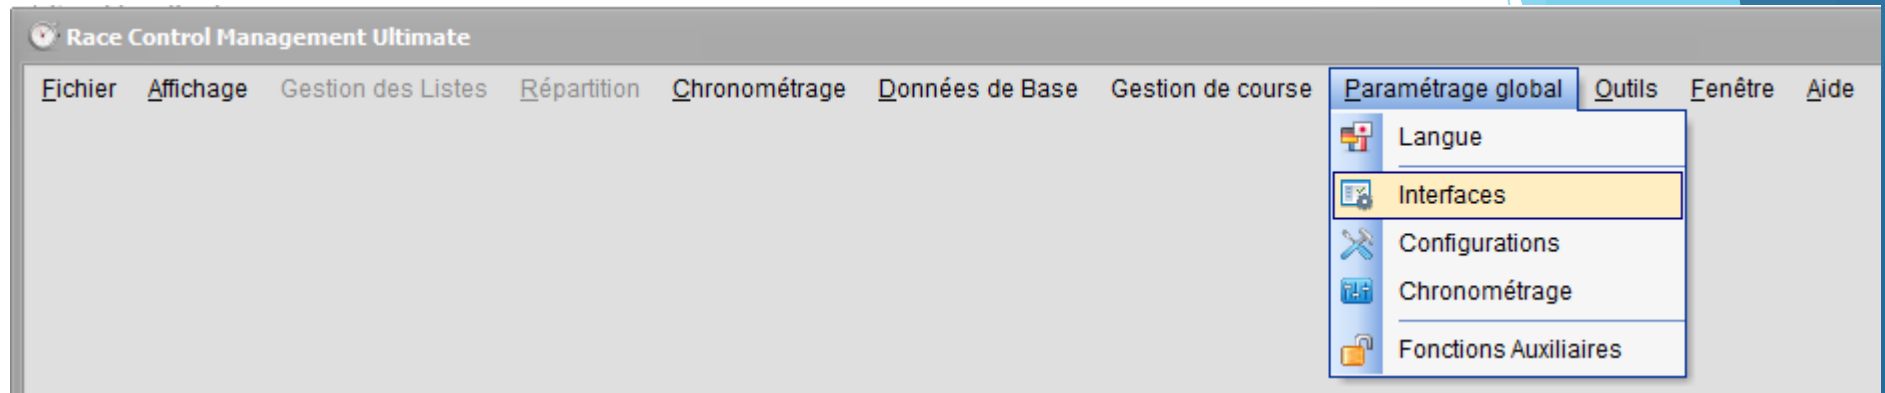 Race Control Management Ultimate
Fichier Affichage Gestion des Listes Répartition Chronométrage Données de Base Gestion de course Paramétrage global Outils Fenêtre Aide
Langue
Interfaces
Configurations
Chronométrage
Fonctions Auxiliaires